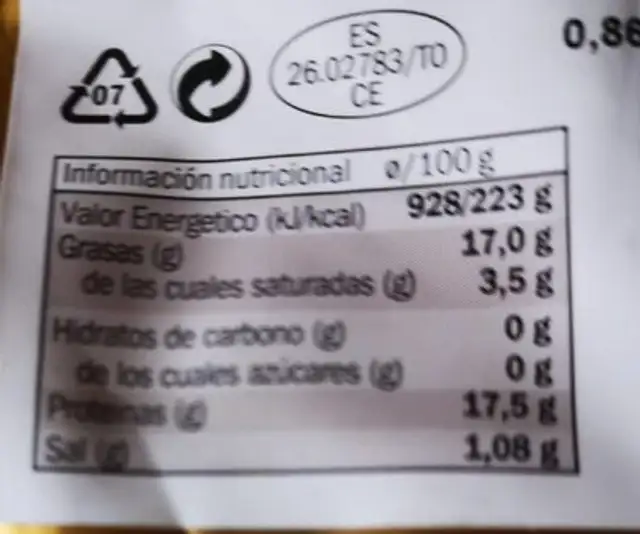 ES
26.02783/TO
CE
0,86
07
Información nutricional ø/100 g
Valor Energetico (kJ/kcal) 928/223 g
Grasas (g) 17,0 g
de las cuales saturadas (g) 3,5 g
Hidratos de carbono (g) 0 g
de los cuales azúcares (g) 0 g
Proteinas (g) 17,5 g
Sal (g) 1,08 g